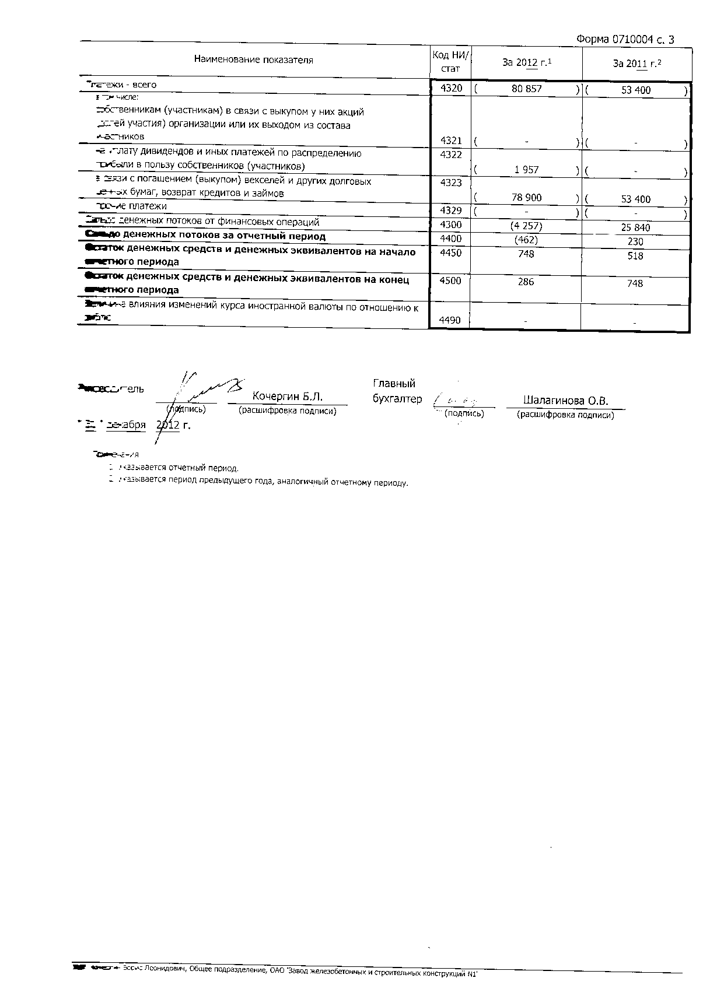 Форма 0710004 с. 3
Наименование показателя
Код НИ/
стат
За 2012 г.1
За 2011 г.2
Платежи - всего
4320 ( 80 857 ) ( 53 400 )
в том числе:
собственникам (участникам) в связи с выкупом у них акций
долей участия) организации или их выходом из состава
участников
4321 ( - ) ( - )
на уплату дивидендов и иных платежей по распределению
4322
прибыли в пользу собственников (участников)
( 1 957 ) ( - )
в связи с погашением (выкупом) векселей и других долговых
4323
ценных бумаг, возврат кредитов и займов
( 78 900 ) ( 53 400 )
прочие платежи
4329 ( - ) ( - )
Сальдо денежных потоков от финансовых операций
4300 (4 257) 25 840
Сальдо денежных потоков за отчетный период
4400 (462) 230
Остаток денежных средств и денежных эквивалентов на начало
4450 748 518
отчетного периода
Остаток денежных средств и денежных эквивалентов на конец
4500 286 748
отчетного периода
Величина влияния изменений курса иностранной валюты по отношению к
рублю
4490 - -
Руководитель
Кочергин Б.Л.
(подпись)
(расшифровка подписи)
Главный
бухгалтер
Шалагинова О.В.
(подпись)
(расшифровка подписи)
декабря 2012 г.
Примечания
1 Указывается отчетный период.
2 Указывается период предыдущего года, аналогичный отчетному периоду.
Леонидович, Общее подразделение, ОАО "Завод железобетонных и строительных конструкций N1"